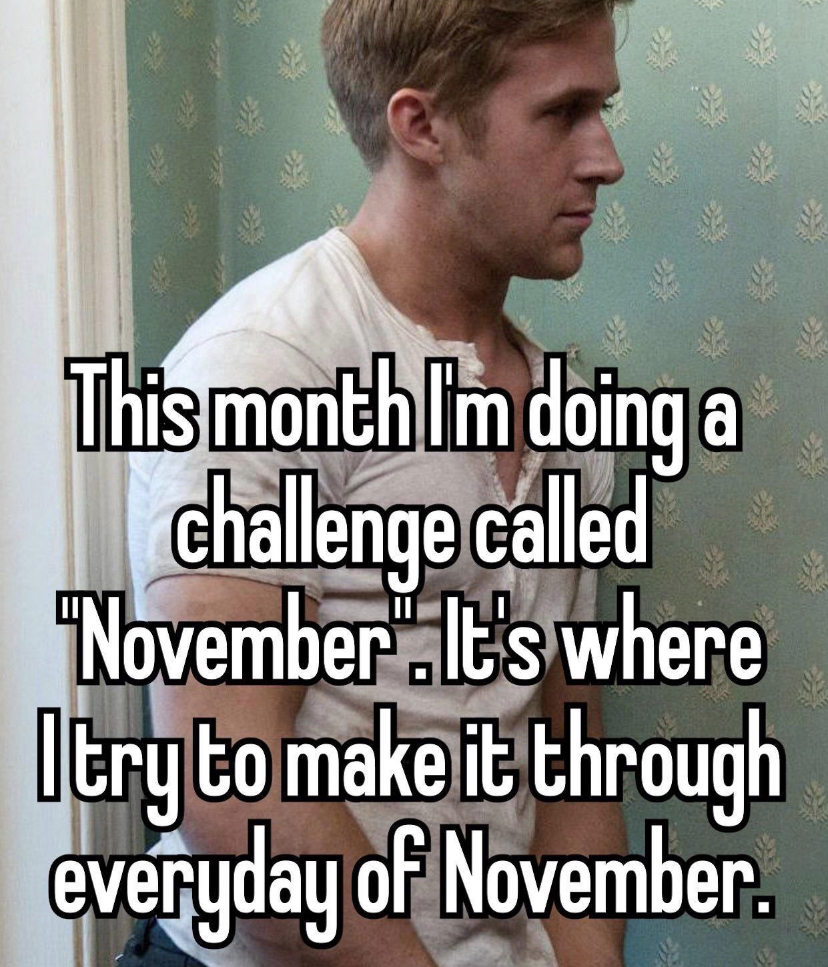 This month I'm doing a
challenge called
"November". It's where
I try to make it through
everyday of November.